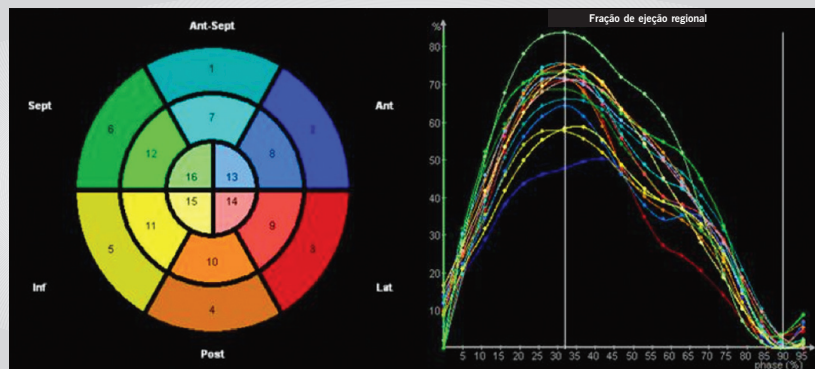 Ant-Sept
Sept
Ant
Inf
Lat
Post
1
2
3
4
5
6
7
8
9
10
11
12
13
14
15
16
Fração de ejeção regional
%
80
70
60
50
40
30
20
10
5 10 15 20 25 30 35 40 45 50 55 60 65 70 75 80 85 90 95
phase (%)